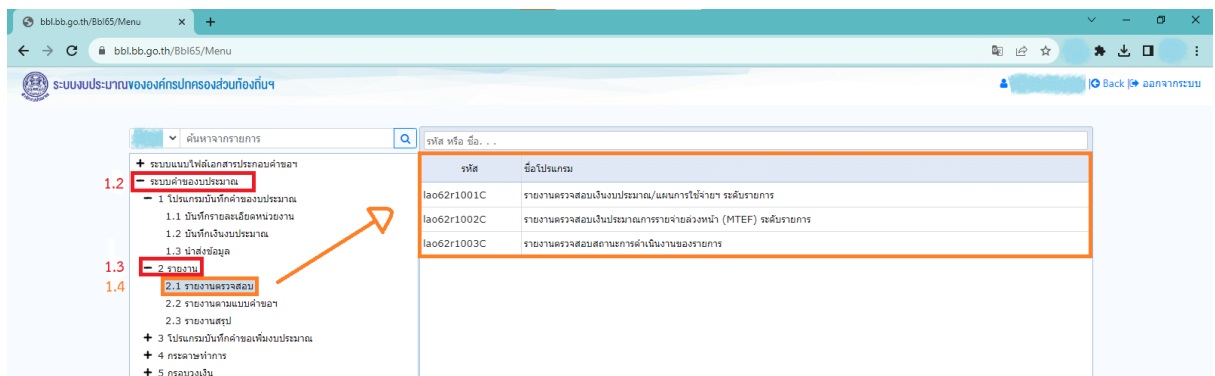 bbl.bb.go.th/Bbl65/Menu
bbl.bb.go.th/Bbl65/Menu
ระบบงบประมาณขององค์กรปกครองส่วนท้องถิ่นฯ
Back ออกจากระบบ
ค้นหาจากรายการ
รหัส หรือ ชื่อ. . .
ระบบแนบไฟล์เอกสารประกอบคำขอฯ
1.2 ระบบคำของบประมาณ
1 โปรแกรมบันทึกคำของบประมาณ
1.1 บันทึกรายละเอียดหน่วยงาน
1.2 บันทึกเงินงบประมาณ
1.3 นำส่งข้อมูล
1.3 2 รายงาน
1.4 2.1 รายงานตรวจสอบ
2.2 รายงานตามแบบคำขอฯ
2.3 รายงานสรุป
3 โปรแกรมบันทึกคำขอเพิ่มงบประมาณ
4 กระดาษทำการ
5 กรอบวงเงิน
รหัส ชื่อโปรแกรม
lao62r1001C รายงานตรวจสอบเงินงบประมาณ/แผนการใช้จ่ายฯ ระดับรายการ
lao62r1002C รายงานตรวจสอบเงินประมาณการรายจ่ายล่วงหน้า (MTEF) ระดับรายการ
lao62r1003C รายงานตรวจสอบสถานะการดำเนินงานของรายการ